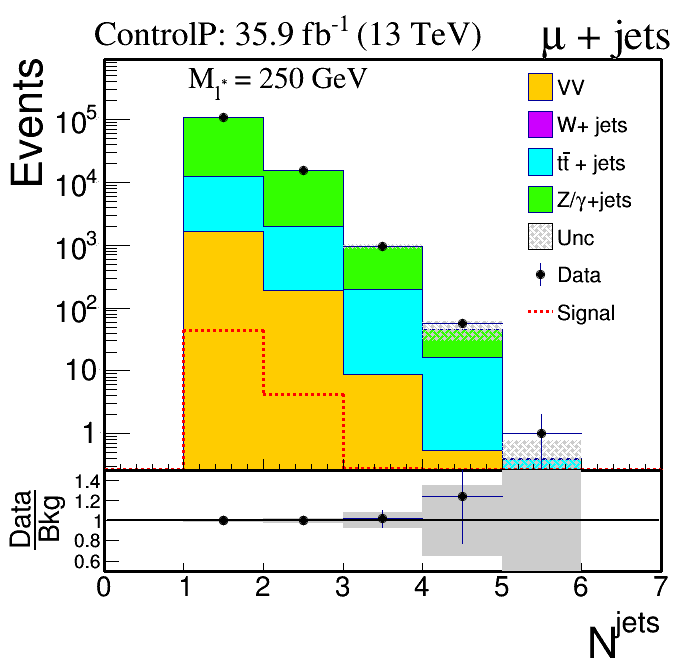 ControlP: 35.9 fb⁻¹ (13 TeV)
μ + jets
M_l* = 250 GeV
Events
10⁵
10⁴
10³
10²
10
1
VV
W+ jets
tt̄ + jets
Z/γ+jets
Unc
Data
Signal
Data
Bkg
1.4
1.2
1
0.8
0.6
0 1 2 3 4 5 6 7
N^jets